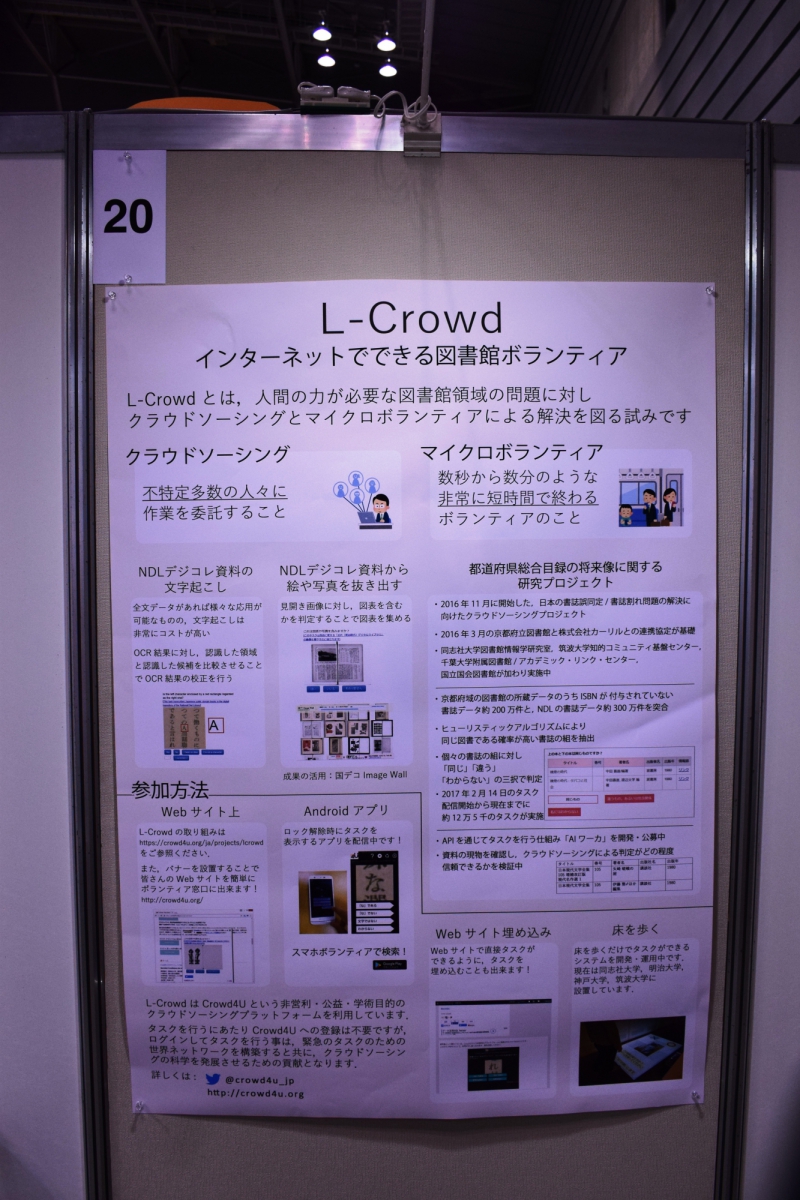 20
L-Crowd
インターネットでできる図書館ボランティア
L-Crowd とは，人間の力が必要な図書館領域の問題に対し
クラウドソーシングとマイクロボランティアによる解決を図る試みです
クラウドソーシング
不特定多数の人々に
作業を委託すること
マイクロボランティア
数秒から数分のような
非常に短時間で終わる
ボランティアのこと
NDLデジコレ資料の
文字起こし
全文データがあれば様々な応用が
可能なものの，文字起こしは
非常にコストが高い
OCR 結果に対し，認識した領域
と認識した候補を比較させること
で OCR 結果の校正を行う
A
NDLデジコレ資料から
絵や写真を抜き出す
見開き画像に対し，図表を含む
かを判定することで図表を集める
成果の活用：国デコ Image Wall
都道府県総合目録の将来像に関する
研究プロジェクト
・2016 年 11 月に開始した，日本の書誌誤同定 / 書誌割れ問題の解決に
向けたクラウドソーシングプロジェクト
・2016 年 3 月の京都府立図書館と株式会社カーリルとの連携協定が基礎
・同志社大学図書館情報学研究室，筑波大学知的コミュニティ基盤センター，
千葉大学附属図書館 / アカデミック・リンク・センター，
国立国会図書館が加わり実施中
・京都府域の図書館の所蔵データのうち ISBN が付与されていない
書誌データ約 200 万件と，NDL の書誌データ約 300 万件を突合
・ヒューリスティックアルゴリズムにより
同じ図書である確率が高い書誌の組を抽出
・個々の書誌の組に対し
「同じ」「違う」
「わからない」の三択で判定
・2017 年 2 月 14 日のタスク
配信開始から現在までに
約 12 万 5 千のタスクが実施
・API を通じてタスクを行う仕組み「AI ワーカ」を開発・公募中
・資料の現物を確認し，クラウドソーシングによる判定がどの程度
信頼できるかを検証中
参加方法
Web サイト上
L-Crowd の取り組みは
https://crowd4u.org/ja/projects/lcrowd
をご参照ください．
また，バナーを設置することで
皆さんの Web サイトを簡単に
ボランティア窓口に出来ます！
http://crowd4u.org/
Android アプリ
ロック解除時にタスクを
表示するアプリを配信中です！
スマホボランティアで検索！
Web サイト埋め込み
Web サイトで直接タスクが
できるように，タスクを
埋め込むことも出来ます！
床を歩く
床を歩くだけでタスクができる
システムを開発・運用中です．
現在は同志社大学，明治大学，
神戸大学，筑波大学に
設置しています．
L-Crowd は Crowd4U という非営利・公益・学術目的の
クラウドソーシングプラットフォームを利用しています．
タスクを行うにあたり Crowd4U への登録は不要ですが，
ログインしてタスクを行う事は，緊急のタスクのための
世界ネットワークを構築すると共に，クラウドソーシン
グの科学を発展させるための貢献となります．
詳しくは： @crowd4u_jp
http://crowd4u.org